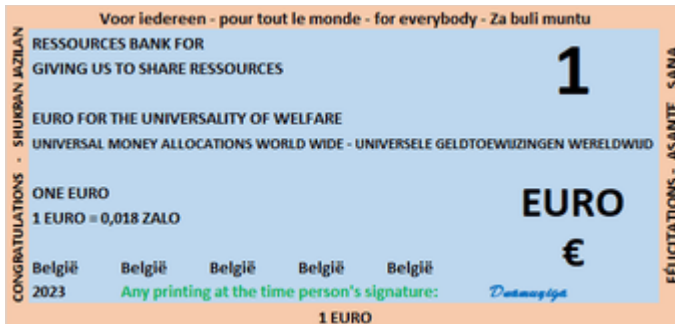 Voor iedereen - pour tout le monde - for everybody - Za buli muntu
CONGRATULATIONS - SHUKRAN JAZILAN
RESSOURCES BANK FOR
GIVING US TO SHARE RESSOURCES
1
EURO FOR THE UNIVERSALITY OF WELFARE
UNIVERSAL MONEY ALLOCATIONS WORLD WIDE - UNIVERSELE GELDTOEWIJZINGEN WERELDWIJD
ONE EURO
1 EURO = 0,018 ZALO
EURO
€
België België België België België
2023 Any printing at the time person's signature:
FÉLICITATIONS - ASANTE SANA
1 EURO